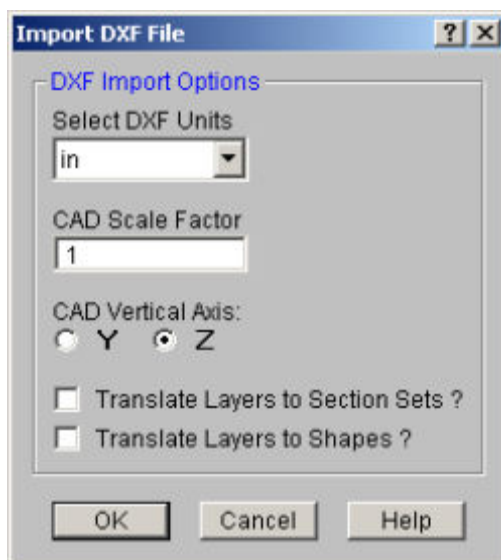 Import DXF File
DXF Import Options
Select DXF Units
in
CAD Scale Factor
1
CAD Vertical Axis:
Y Z
Translate Layers to Section Sets ?
Translate Layers to Shapes ?
OK Cancel Help